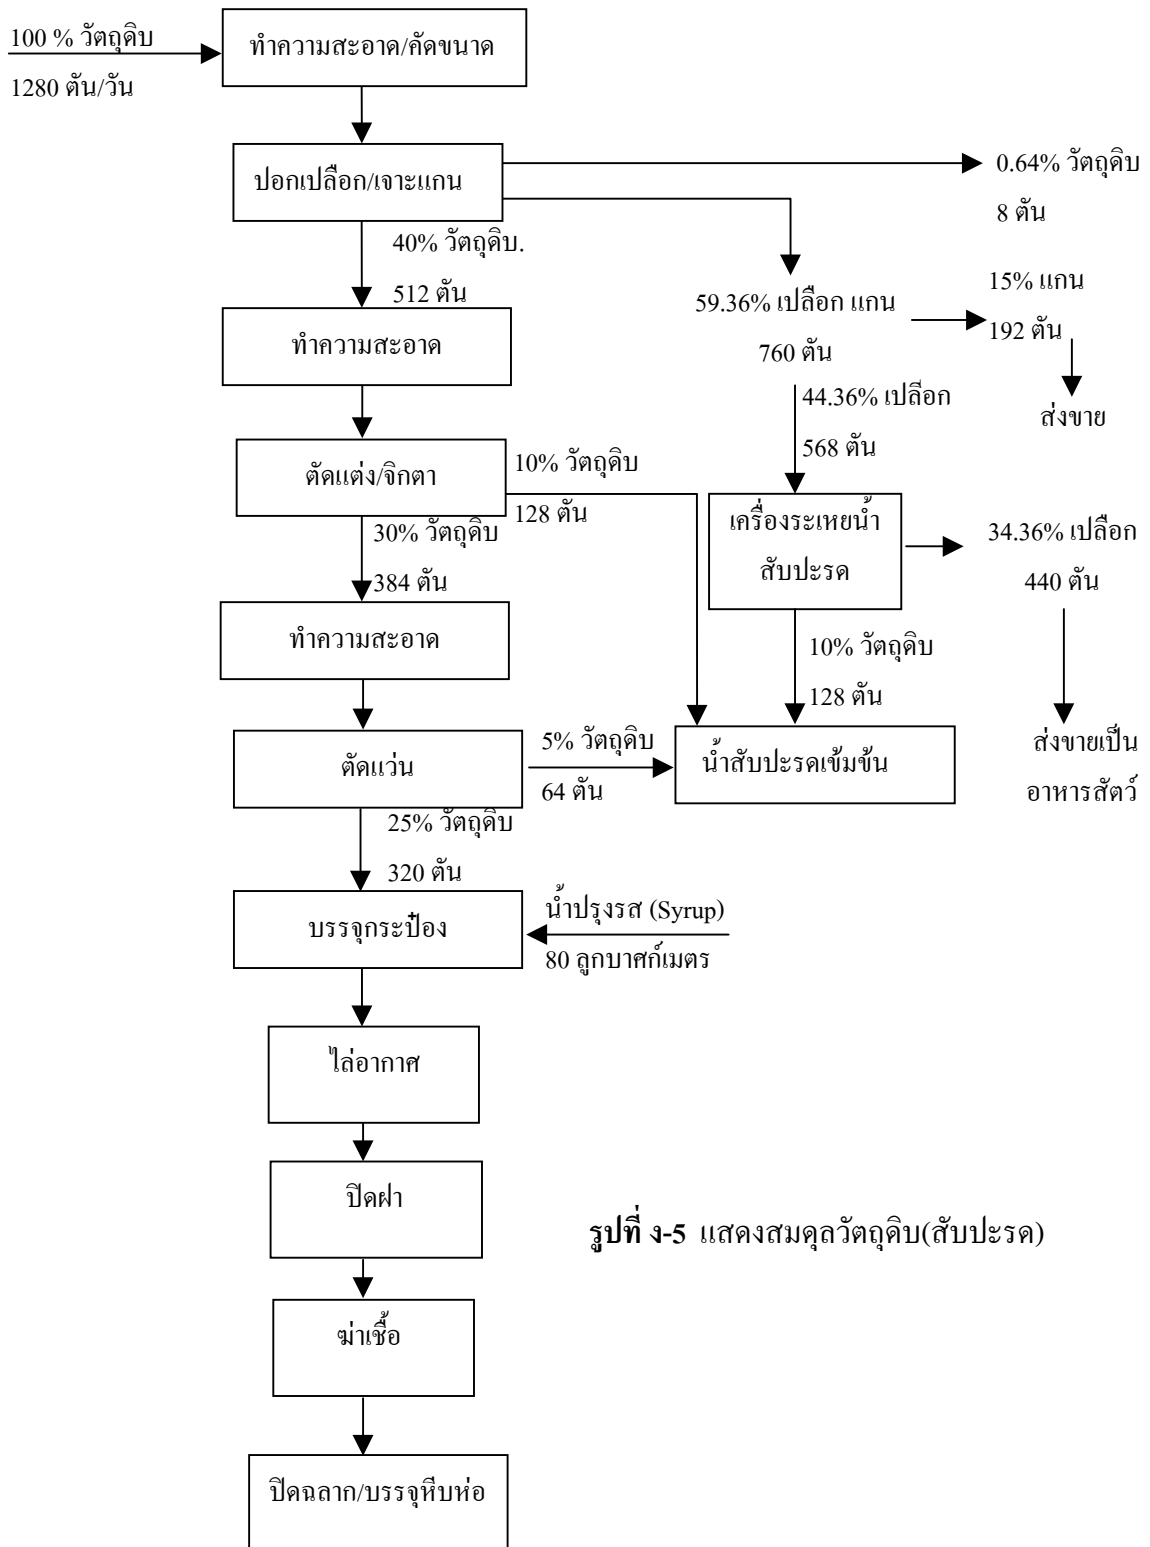 100 % วัตถุดิบ
1280 ตัน/วัน
ทำความสะอาด/คัดขนาด
ปอกเปลือก/เจาะแกน
0.64% วัตถุดิบ
8 ตัน
40% วัตถุดิบ.
512 ตัน
59.36% เปลือก แกน
760 ตัน
15% แกน
192 ตัน
ส่งขาย
ทำความสะอาด
44.36% เปลือก
568 ตัน
ตัดแต่ง/จิกตา
10% วัตถุดิบ
128 ตัน
เครื่องระเหยน้ำ
สับปะรด
34.36% เปลือก
440 ตัน
30% วัตถุดิบ
384 ตัน
ทำความสะอาด
10% วัตถุดิบ
128 ตัน
ส่งขายเป็น
อาหารสัตว์
ตัดแว่น
5% วัตถุดิบ
64 ตัน
น้ำสับปะรดเข้มข้น
25% วัตถุดิบ
320 ตัน
บรรจุกระป๋อง
น้ำปรุงรส (Syrup)
80 ลูกบาศก์เมตร
ไล่อากาศ
ปิดฝา
รูปที่ ง-5 แสดงสมดุลวัตถุดิบ(สับปะรด)
ฆ่าเชื้อ
ปิดฉลาก/บรรจุหีบห่อ